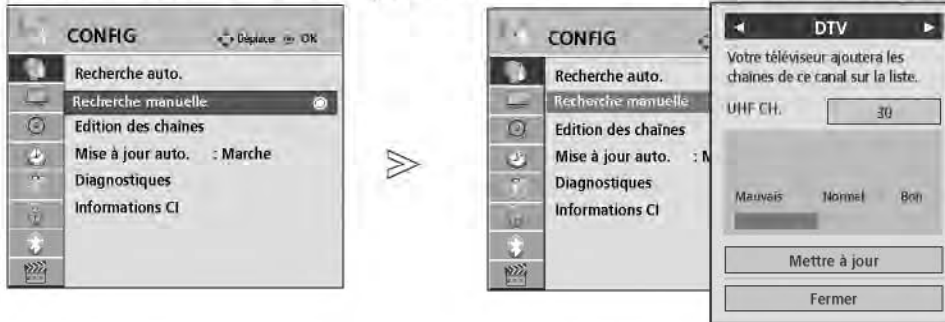 CONFIG
Déplacer OK
Recherche auto.
Recherche manuelle
Edition des chaînes
Mise à jour auto. : Marche
Diagnostiques
Informations CI
CONFIG
Recherche auto.
Recherche manuelle
Edition des chaînes
Mise à jour auto. : M
Diagnostiques
Informations CI
DTV
Votre téléviseur ajoutera les
chaînes de ce canal sur la liste.
UHF CH. 30
Mauvais Normal Bon
Mettre à jour
Fermer